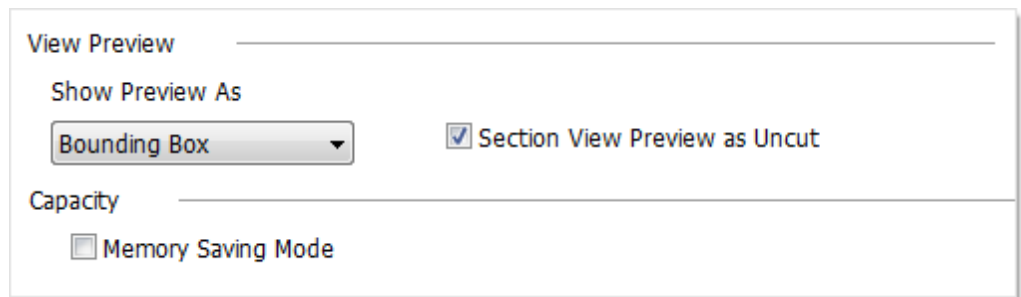 View Preview
Show Preview As
Bounding Box
Section View Preview as Uncut
Capacity
Memory Saving Mode